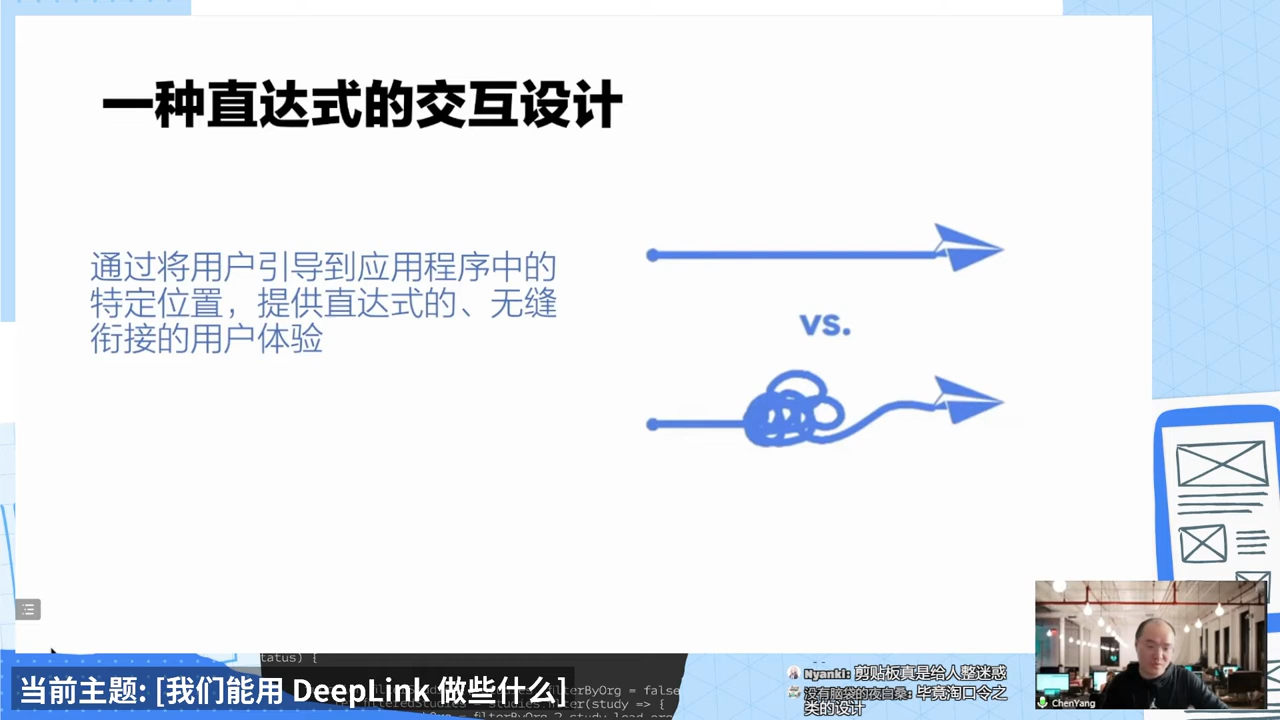 一种直达式的交互设计
通过将用户引导到应用程序中的
特定位置，提供直达式的、无缝
衔接的用户体验
vs.
tatus) {
当前主题: [我们能用 DeepLink 做些什么]
Nyanki: 剪贴板真是给人整迷惑
没有脑袋的夜自桑: 毕竟淘口令之
类的设计
ChenYang